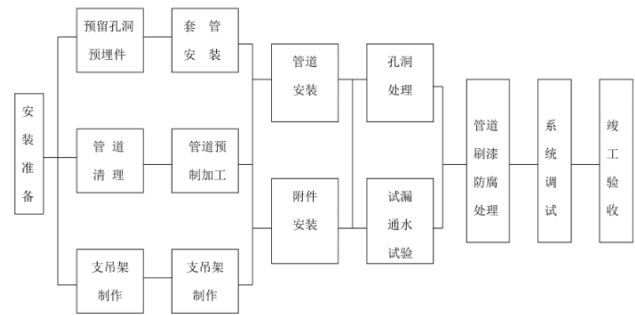 安
装
准
备
预留孔洞
预埋件
套 管
安 装
管 道
清 理
管道预
制加工
支吊架
制作
支吊架
制作
管道
安装
附件
安装
孔洞
处理
试漏
通水
试验
管道
刷漆
防腐
处理
系
统
调
试
竣
工
验
收